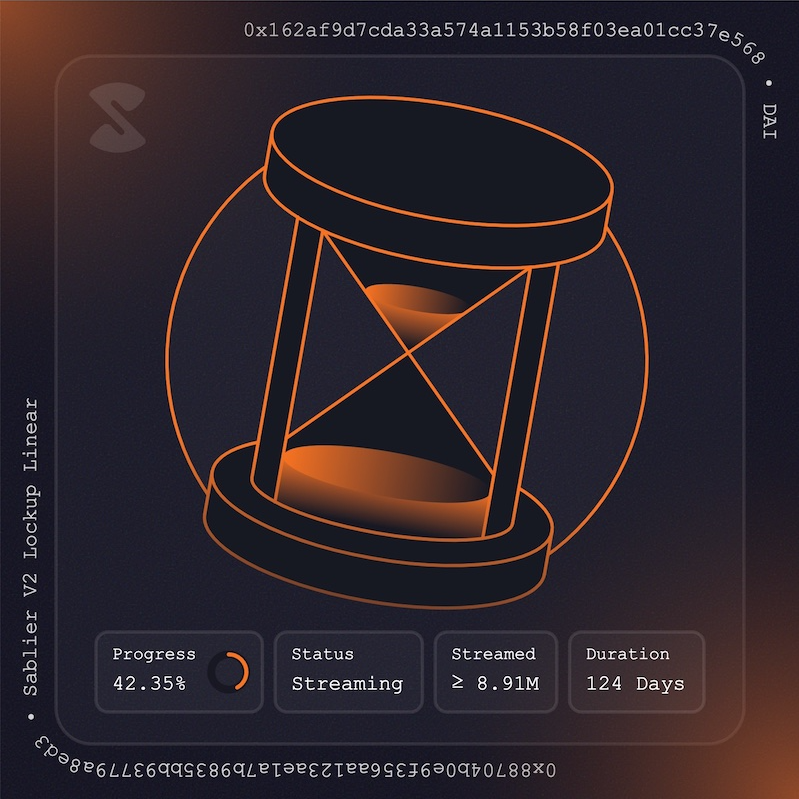 0x162af9d7cda33a574a1153b58f03ea01cc37e568 • DAI
Progress
42.35%
Status
Streaming
Streamed
≥ 8.91M
Duration
124 Days
0x88704b0e9f356aa123ae1a7b9835bb93779a8ed3 • Sablier V2 Lockup Linear